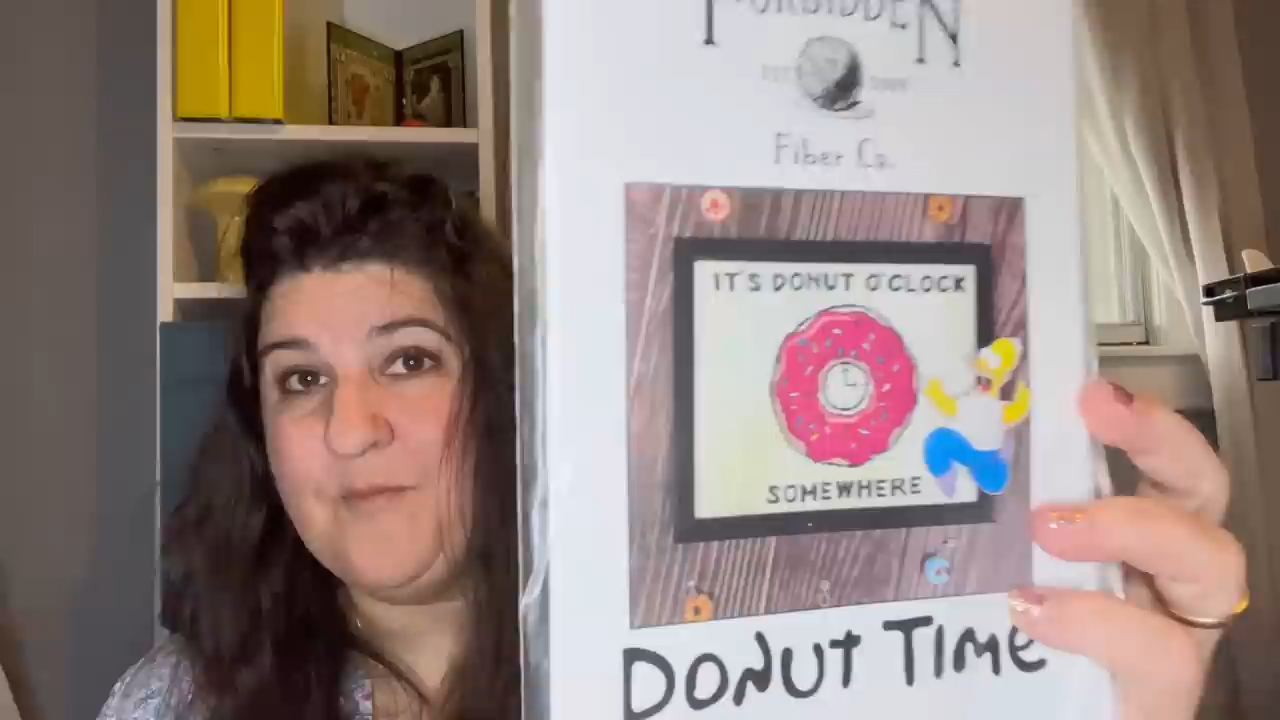 FORBIDDEN
Fiber Co.
IT'S DONUT O'CLOCK
SOMEWHERE
DONUT TIME